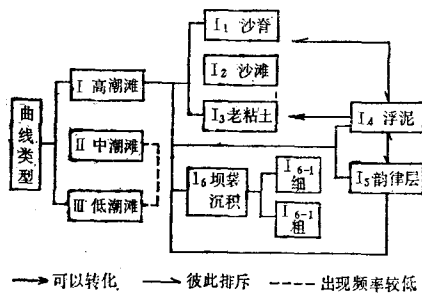 曲线类型
I 高潮滩
II 中潮滩
III 低潮滩
I₁ 沙脊
I₂ 沙滩
I₃ 老粘土
I₄ 浮泥
I₅ 韵律层
I₆ 坝袋
沉积
I₆₋₁
细
I₆₋₁
粗
可以转化
彼此排斥
出现频率较低